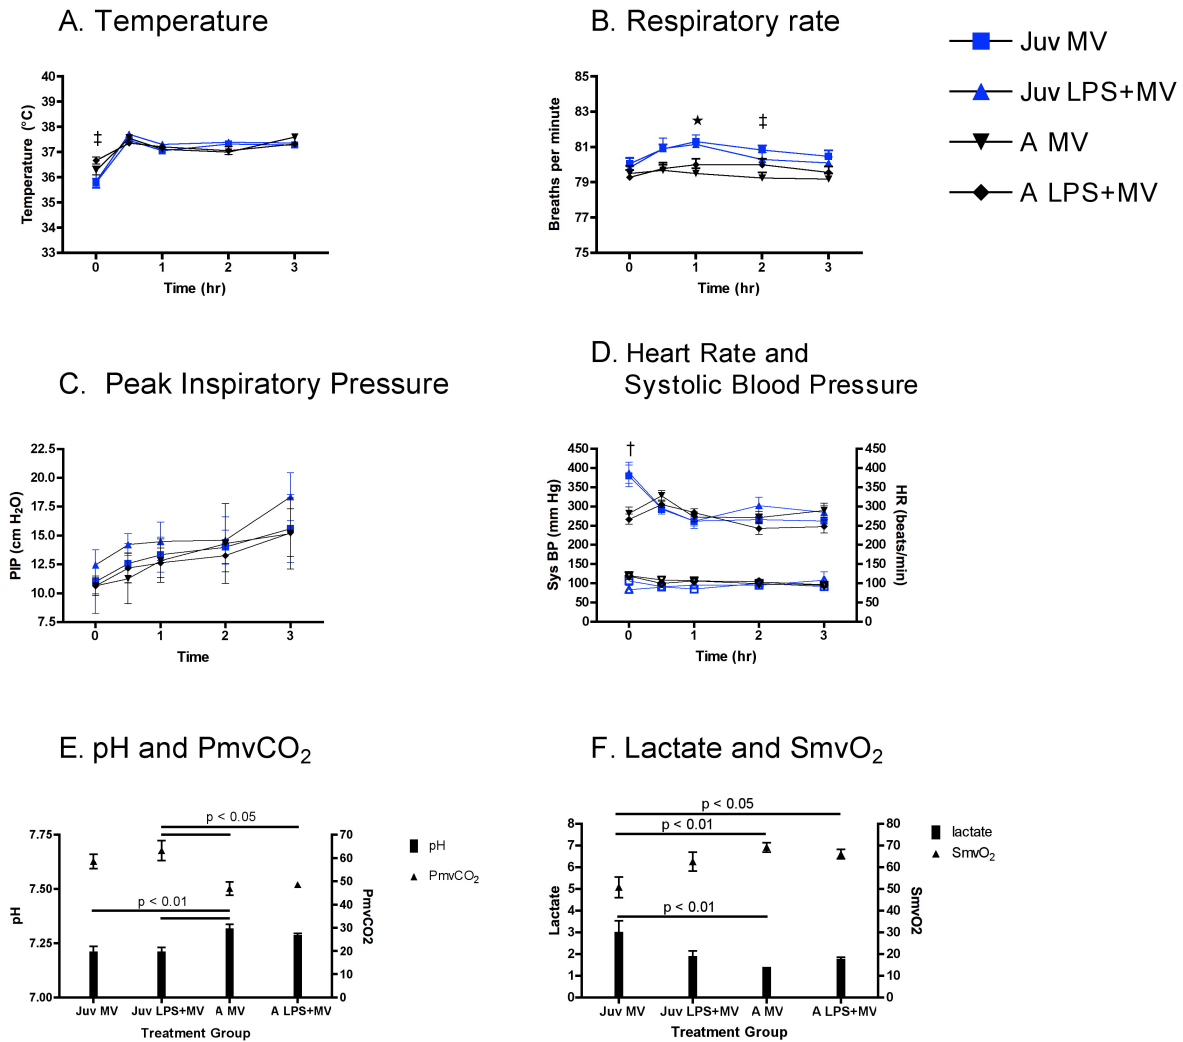 A. Temperature
B. Respiratory rate
Juv MV
Juv LPS+MV
A MV
A LPS+MV
Temperature (°C)
40
39
38
37
36
35
34
33
‡
0
1
2
3
Time (hr)
Breaths per minute
85
83
81
79
77
75
★
‡
0
1
2
3
Time (hr)
C. Peak Inspiratory Pressure
D. Heart Rate and
Systolic Blood Pressure
PIP (cm H2O)
22.5
20.0
17.5
15.0
12.5
10.0
7.5
0
1
2
3
Time
Sys BP (mm Hg)
450
400
350
300
250
200
150
100
50
0
†
450
400
350
300
250
200
150
100
50
0
HR (beats/min)
0
1
2
3
Time (hr)
E. pH and PmvCO2
F. Lactate and SmvO2
pH
7.75
7.50
7.25
7.00
p < 0.05
p < 0.01
70
60
50
40
30
20
10
0
PmvCO2
pH
PmvCO2
Juv MV
Juv LPS+MV
A MV
A LPS+MV
Treatment Group
Lactate
8
7
6
5
4
3
2
1
0
p < 0.05
p < 0.01
p < 0.01
80
70
60
50
40
30
20
10
0
SmvO2
lactate
SmvO2
Juv MV
Juv LPS+MV
A MV
A LPS+MV
Treatment Group